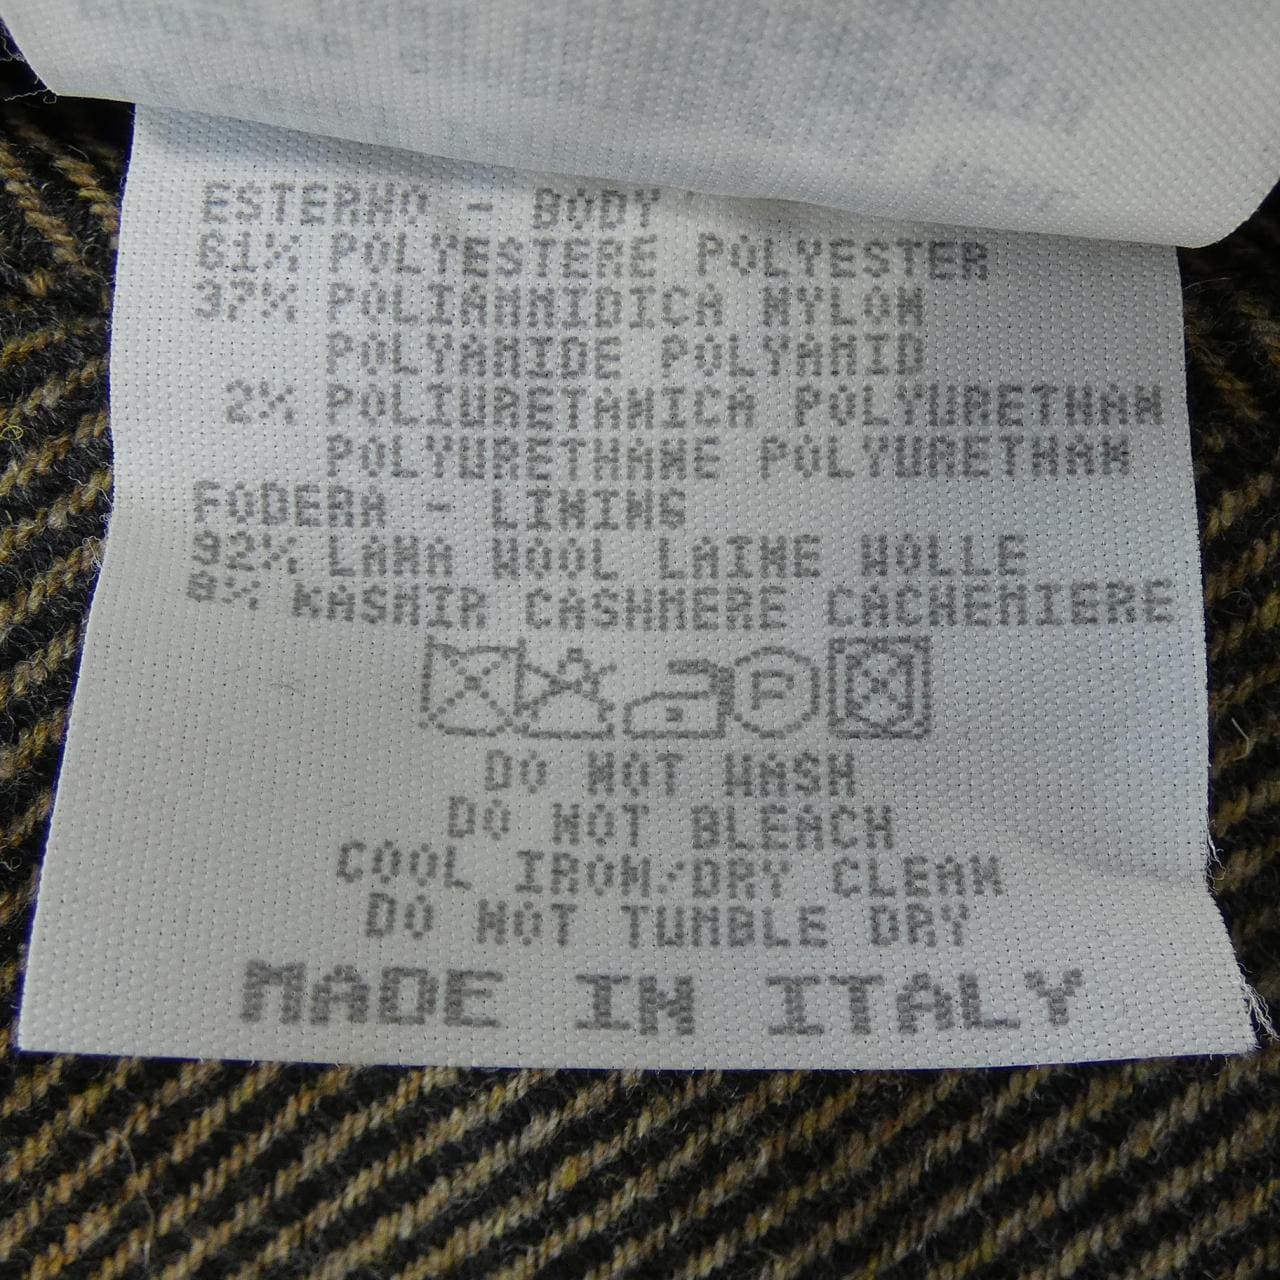 ESTERNO - BODY
61% POLYESTERE POLYESTER
37% POLIAMMIDICA NYLON
POLYAMIDE POLYAMID
2% POLIURETANICA POLYURETHAN
POLYURETHANE POLYURETHAN
FODERA - LINING
92% LANA WOOL LAINE WOLLE
8% KASMIR CASHMERE CACHEMIERE
P
DO NOT WASH
DO NOT BLEACH
COOL IRON/DRY CLEAN
DO NOT TUMBLE DRY
MADE IN ITALY